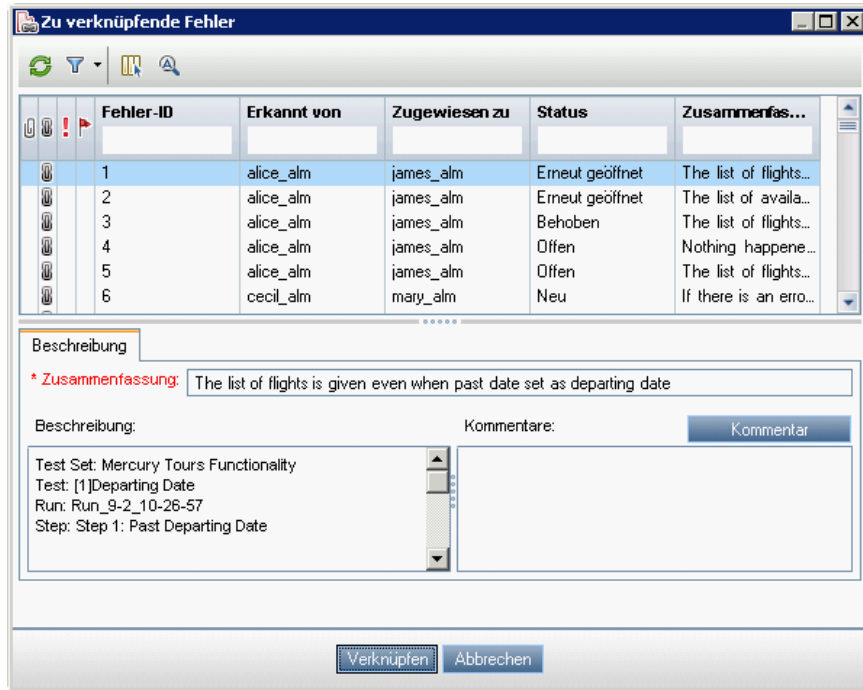 Zu verknüpfende Fehler
Fehler-ID Erkannt von Zugewiesen zu Status Zusammenfas...
1 alice_alm james_alm Erneut geöffnet The list of flights...
2 alice_alm james_alm Erneut geöffnet The list of availa...
3 alice_alm james_alm Behoben The list of flights...
4 alice_alm james_alm Offen Nothing happene...
5 alice_alm james_alm Offen The list of flights...
6 cecil_alm mary_alm Neu If there is an erro...
Beschreibung
* Zusammenfassung: The list of flights is given even when past date set as departing date
Beschreibung: Kommentare: Kommentar
Test Set: Mercury Tours Functionality
Test: [1]Departing Date
Run: Run_9-2_10-26-57
Step: Step 1: Past Departing Date
Verknüpfen Abbrechen